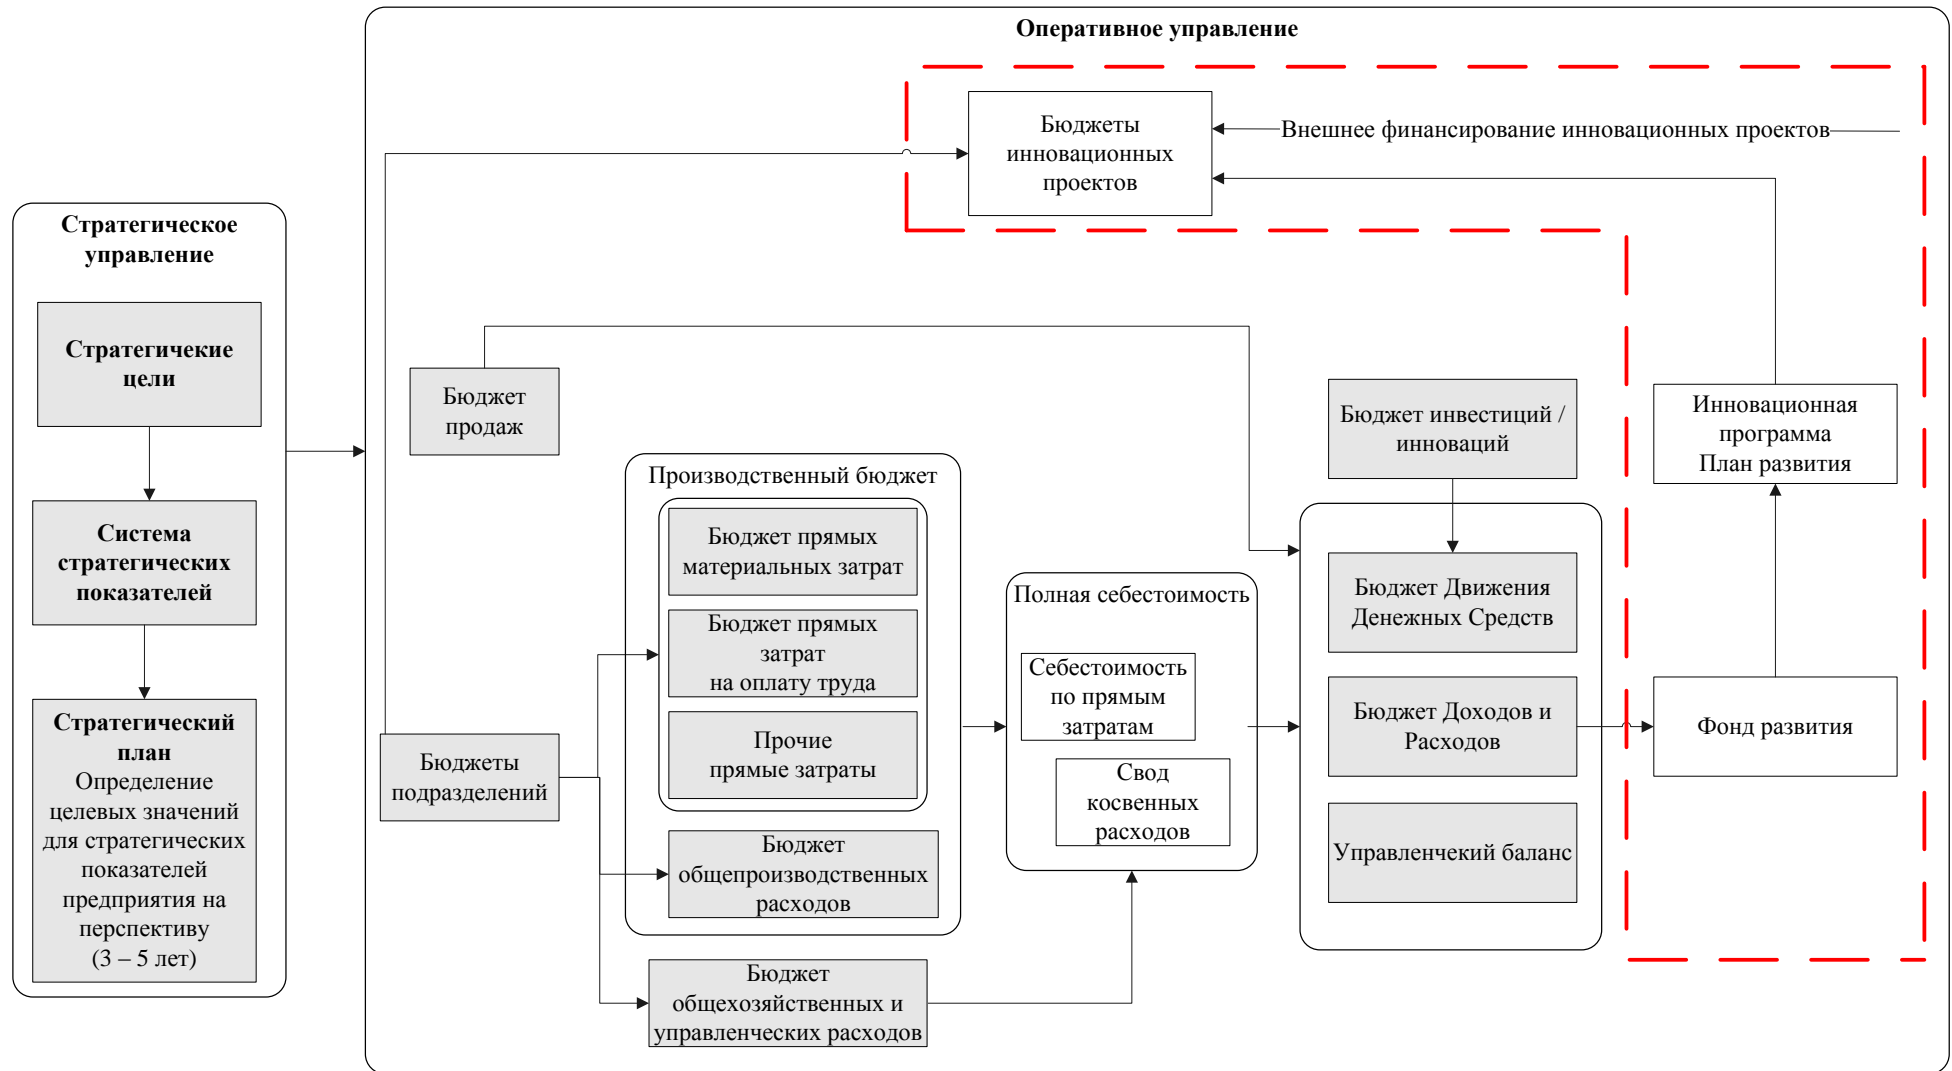 Оперативное управление
Бюджеты
инновационных
проектов
Внешнее финансирование инновационных проектов
Стратегическое
управление
Стратегичекие
цели
Система
стратегических
показателей
Стратегический
план
Определение
целевых значений
для стратегических
показателей
предприятия на
перспективу
(3 – 5 лет)
Бюджет
продаж
Бюджеты
подразделений
Производственный бюджет
Бюджет прямых
материальных затрат
Бюджет прямых
затрат
на оплату труда
Прочие
прямые затраты
Бюджет
общепроизводственных
расходов
Бюджет
общехозяйственных и
управленческих расходов
Полная себестоимость
Себестоимость
по прямым
затратам
Свод
косвенных
расходов
Бюджет инвестиций /
инноваций
Бюджет Движения
Денежных Средств
Бюджет Доходов и
Расходов
Управленчекий баланс
Инновационная
программа
План развития
Фонд развития